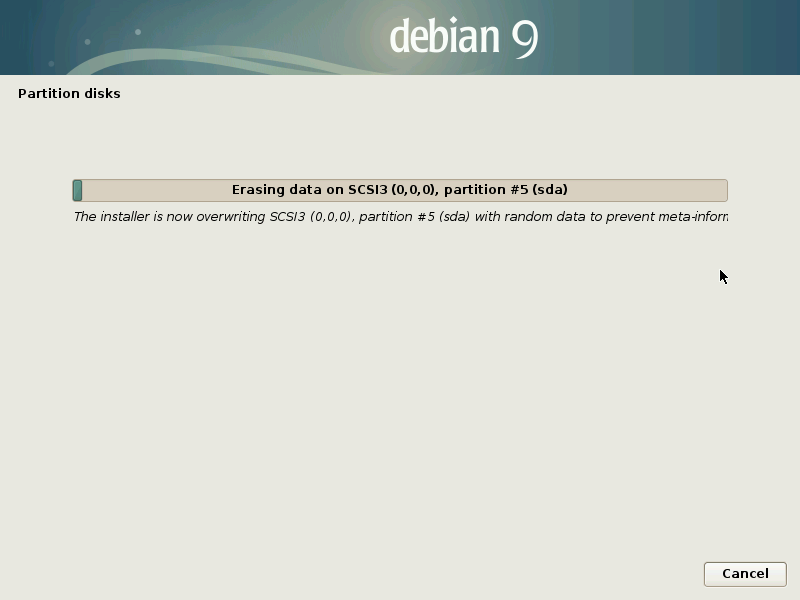 debian 9
Partition disks
Erasing data on SCSI3 (0,0,0), partition #5 (sda)
The installer is now overwriting SCSI3 (0,0,0), partition #5 (sda) with random data to prevent meta-inforn
Cancel